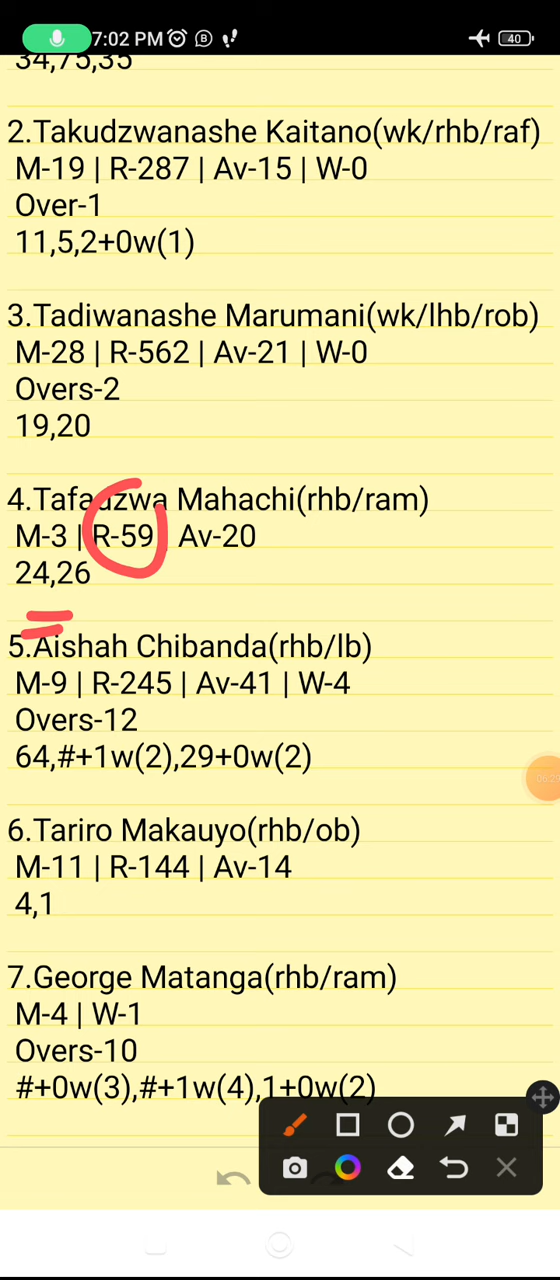 7:02 PM
40
34,75,35
2.Takudzwanashe Kaitano(wk/rhb/raf)
M-19 | R-287 | Av-15 | W-0
Over-1
11,5,2+0w(1)
3.Tadiwanashe Marumani(wk/lhb/rob)
M-28 | R-562 | Av-21 | W-0
Overs-2
19,20
4.Tafadzwa Mahachi(rhb/ram)
M-3 | R-59 | Av-20
24,26
5.Aishah Chibanda(rhb/lb)
M-9 | R-245 | Av-41 | W-4
Overs-12
64,#+1w(2),29+0w(2)
6.Tariro Makauyo(rhb/ob)
M-11 | R-144 | Av-14
4,1
7.George Matanga(rhb/ram)
M-4 | W-1
Overs-10
#+0w(3),#+1w(4),1+0w(2)